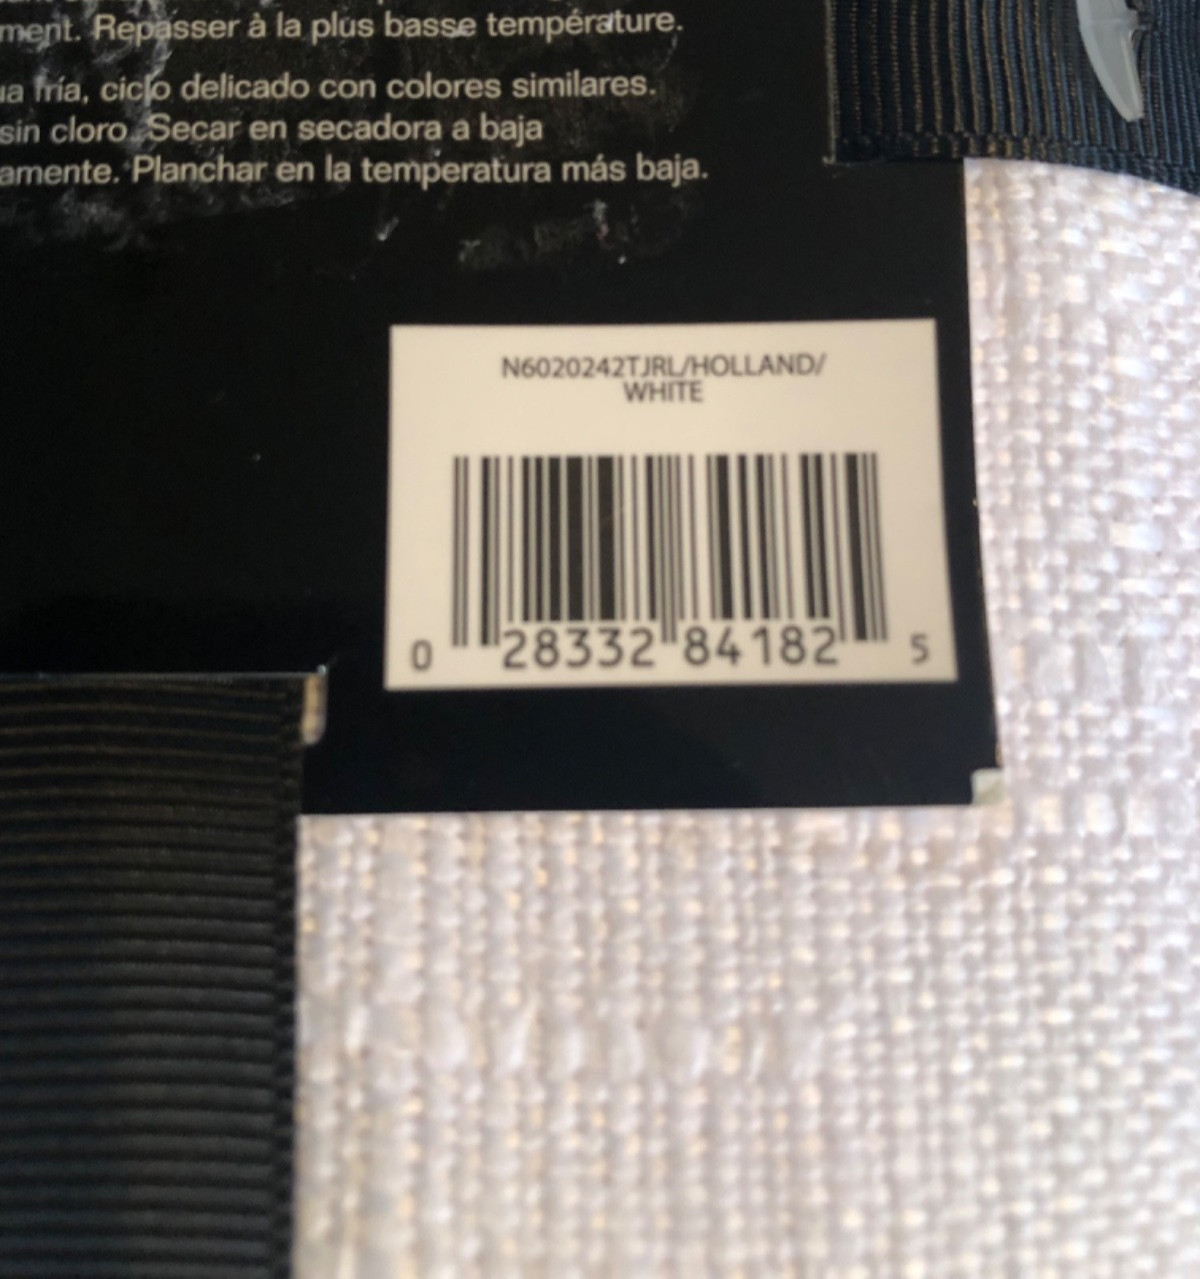 ment. Repasser à la plus basse température.
fría, ciclo delicado con colores similares.
sin cloro. Secar en secadora a baja
amente. Planchar en la temperatura más baja.
N6020242TJRL/HOLLAND/
WHITE
0 28332 84182 5